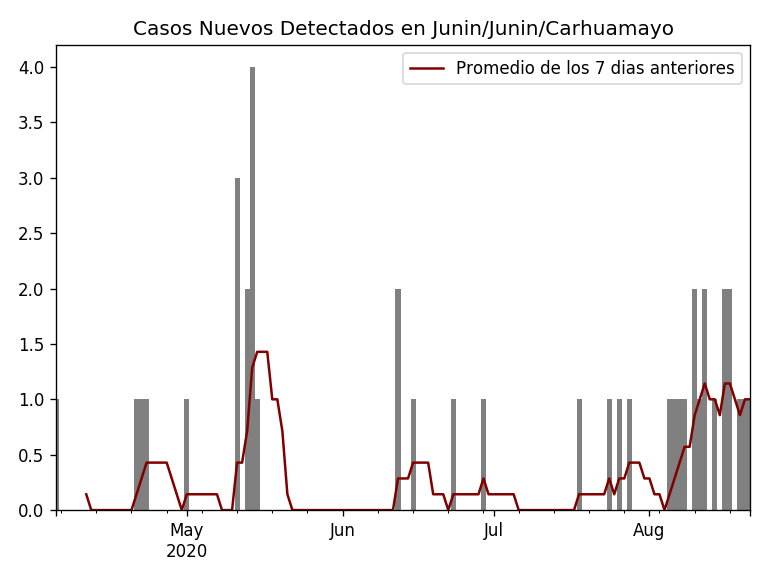 Casos Nuevos Detectados en Junin/Junin/Carhuamayo
Promedio de los 7 dias anteriores
4.0
3.5
3.0
2.5
2.0
1.5
1.0
0.5
0.0
May
2020
Jun
Jul
Aug